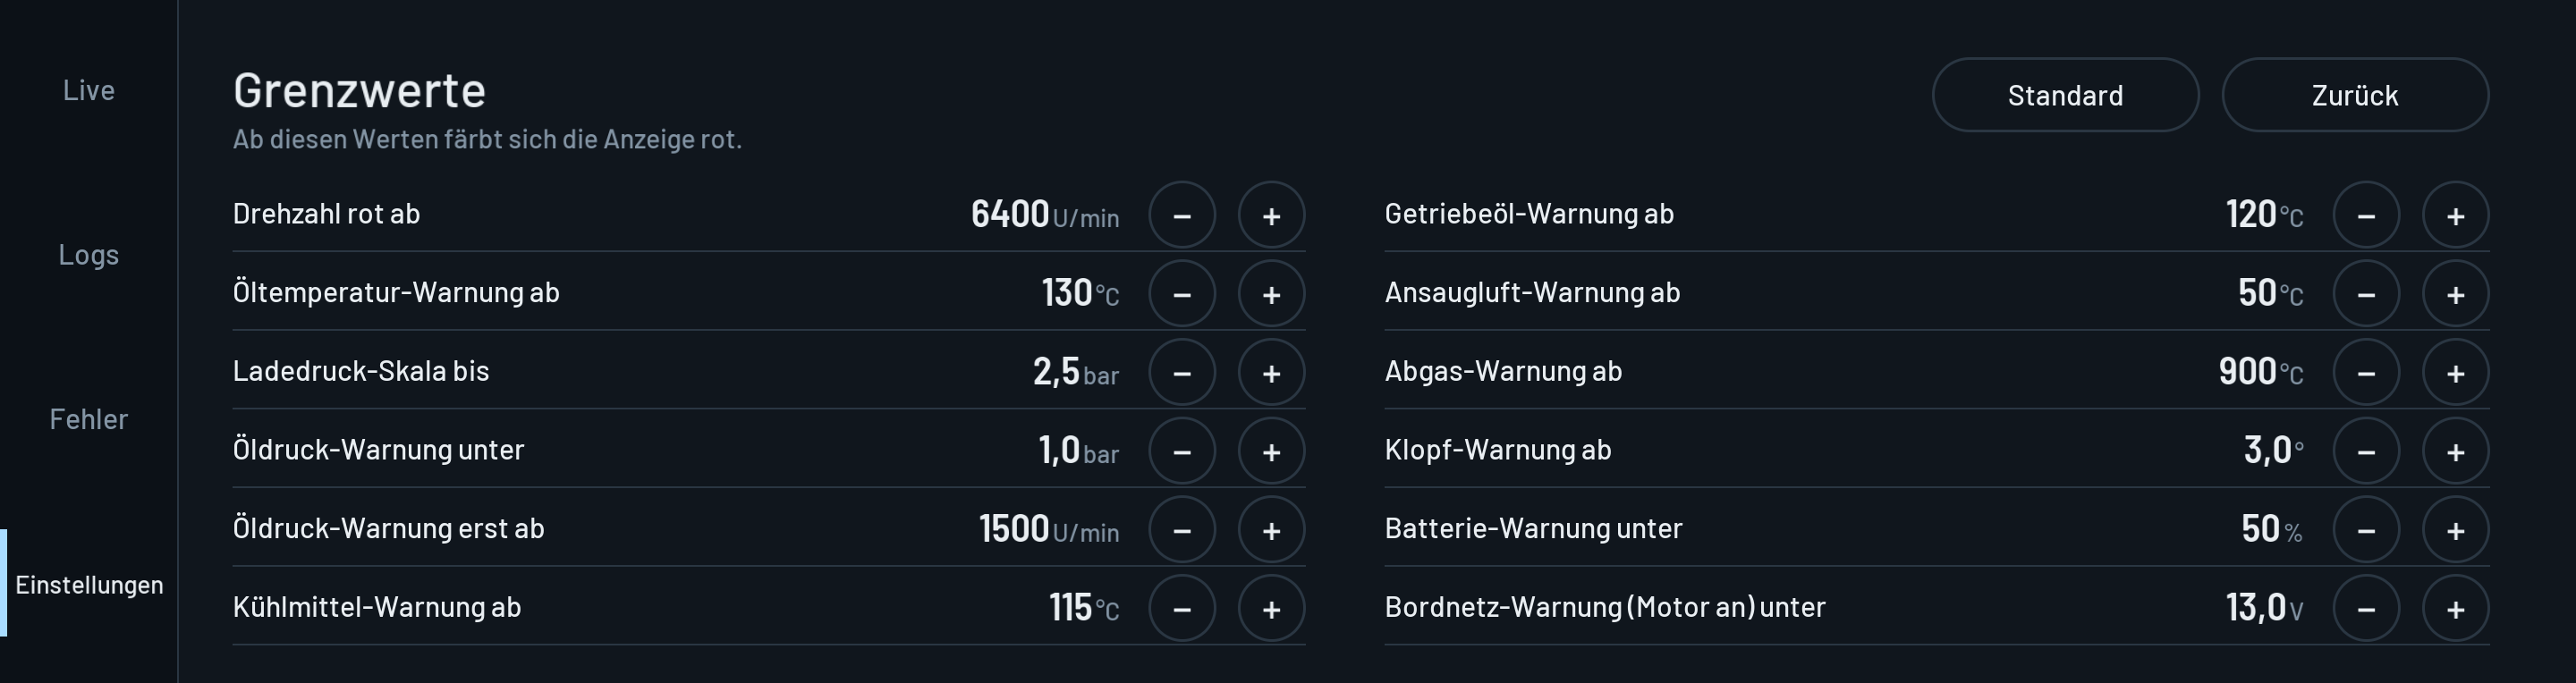 Live
Logs
Fehler
Einstellungen
Grenzwerte
Ab diesen Werten färbt sich die Anzeige rot.
Standard
Zurück
Drehzahl rot ab 6400 U/min − +
Öltemperatur-Warnung ab 130 °C − +
Ladedruck-Skala bis 2,5 bar − +
Öldruck-Warnung unter 1,0 bar − +
Öldruck-Warnung erst ab 1500 U/min − +
Kühlmittel-Warnung ab 115 °C − +
Getriebeöl-Warnung ab 120 °C − +
Ansaugluft-Warnung ab 50 °C − +
Abgas-Warnung ab 900 °C − +
Klopf-Warnung ab 3,0 ° − +
Batterie-Warnung unter 50 % − +
Bordnetz-Warnung (Motor an) unter 13,0 V − +